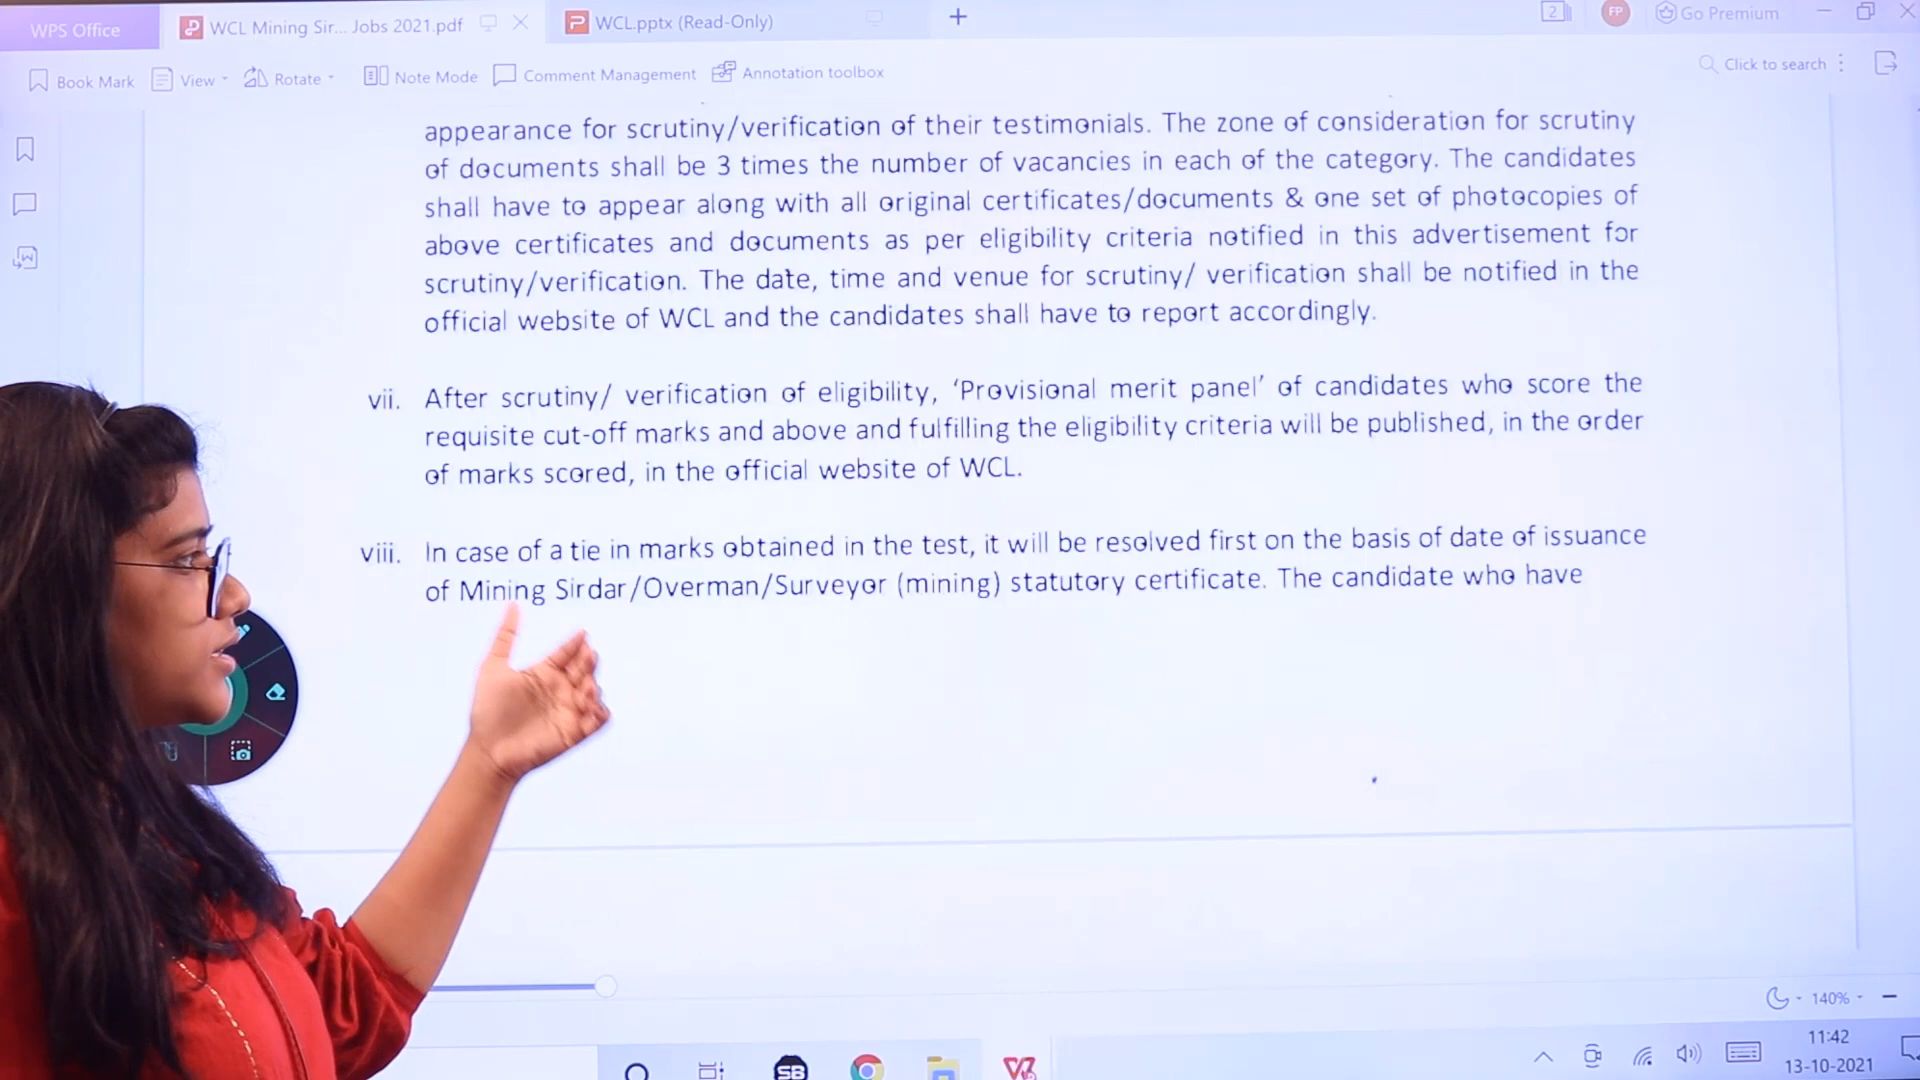 WPS Office
WCL Mining Sir... Jobs 2021.pdf
WCL.pptx (Read-Only)
2
FP
Go Premium
Book Mark
View
Rotate
Note Mode
Comment Management
Annotation toolbox
Click to search
appearance for scrutiny/verification of their testimonials. The zone of consideration for scrutiny
of documents shall be 3 times the number of vacancies in each of the category. The candidates
shall have to appear along with all original certificates/documents & one set of photocopies of
above certificates and documents as per eligibility criteria notified in this advertisement for
scrutiny/verification. The date, time and venue for scrutiny/ verification shall be notified in the
official website of WCL and the candidates shall have to report accordingly.
vii. After scrutiny/ verification of eligibility, ‘Provisional merit panel’ of candidates who score the
requisite cut-off marks and above and fulfilling the eligibility criteria will be published, in the order
of marks scored, in the official website of WCL.
viii. In case of a tie in marks obtained in the test, it will be resolved first on the basis of date of issuance
of Mining Sirdar/Overman/Surveyor (mining) statutory certificate. The candidate who have
140%
SB
11:42
13-10-2021